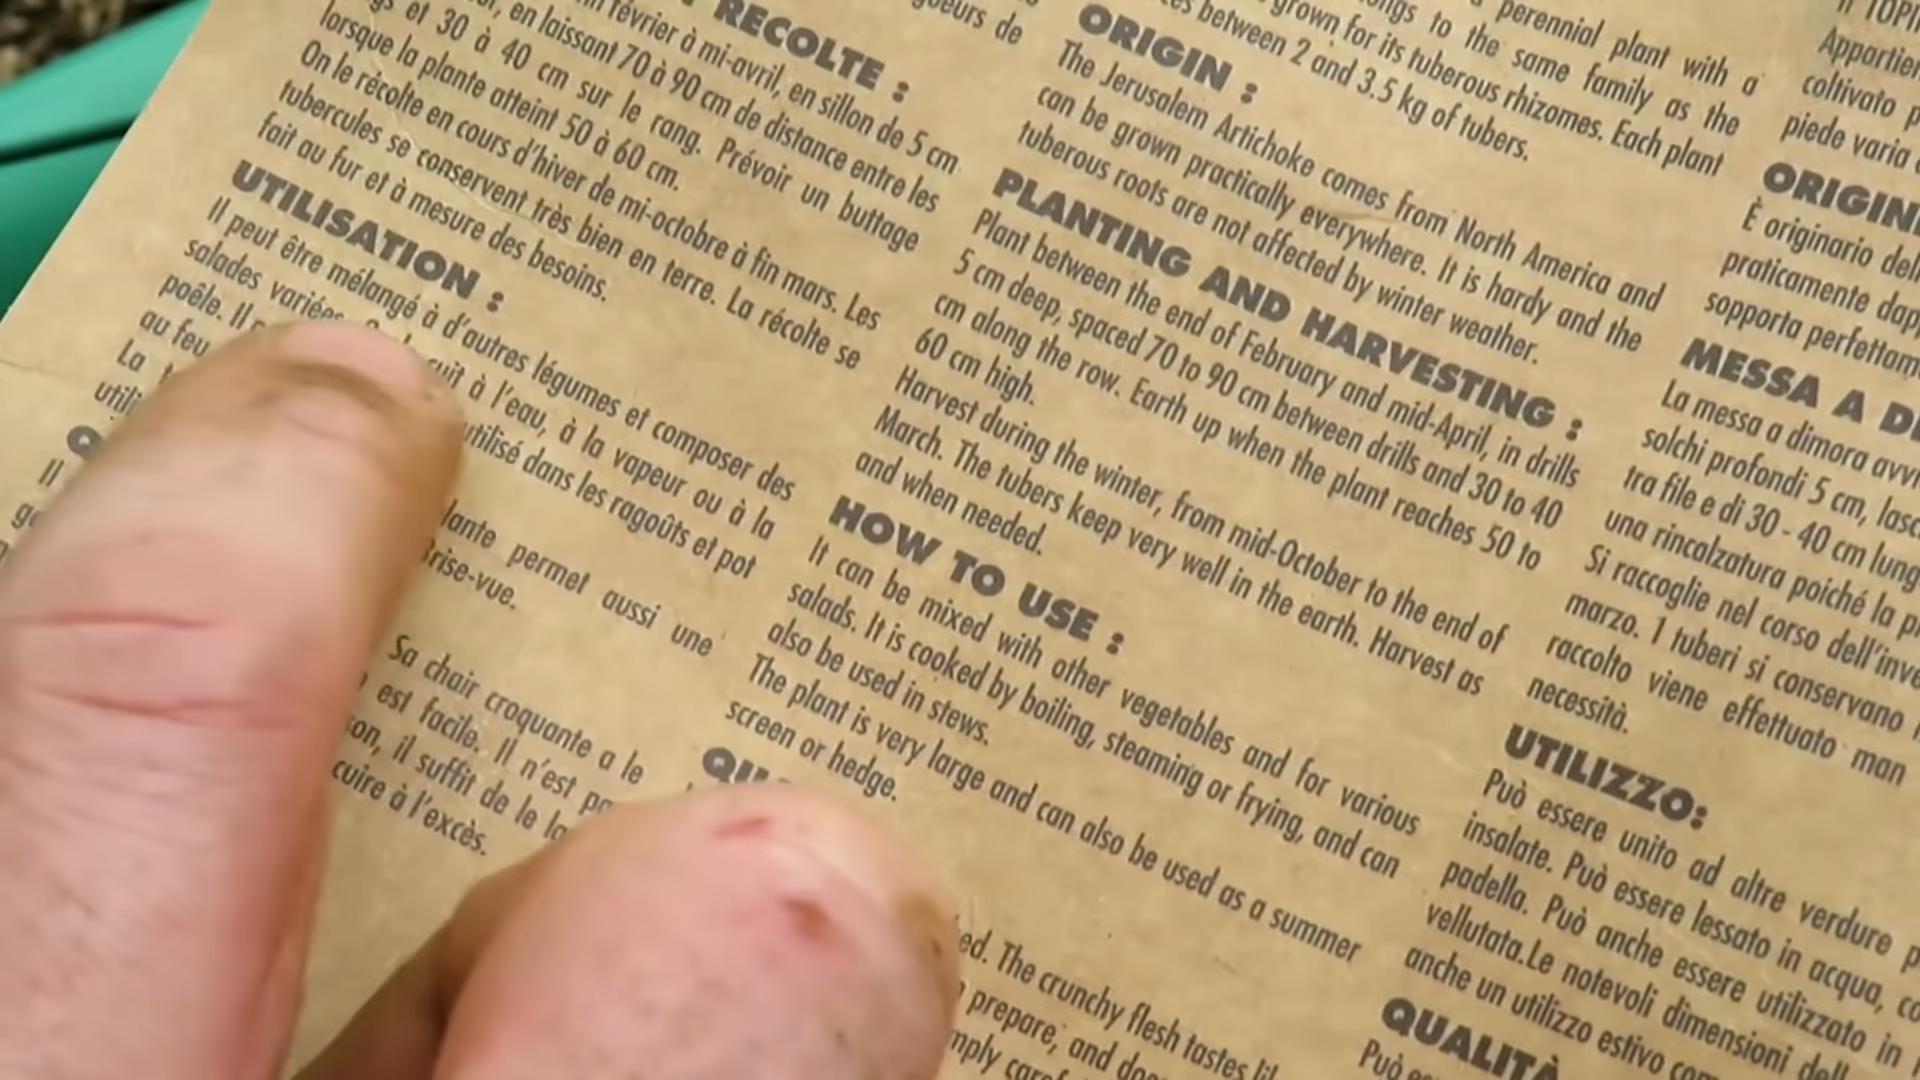 RÉCOLTE :
février à mi-avril, en sillon de 5 cm
en laissant 70 à 90 cm de distance entre les
et 30 à 40 cm sur le rang. Prévoir un buttage
lorsque la plante atteint 50 à 60 cm.
On le récolte en cours d'hiver de mi-octobre à fin mars. Les
tubercules se conservent très bien en terre. La récolte se
fait au fur et à mesure des besoins.
UTILISATION :
Il peut être mélangé à d'autres légumes et composer des
salades variées. cuit à l'eau, à la vapeur ou à la
poêle. Il utilisé dans les ragoûts et pot
au feu
La plante permet aussi une
brise-vue.
Il Sa chair croquante a le
est facile. Il n'est
il suffit de le
cuire à l'excès.
de
perennial plant with a
to the same family as the
grown for its tuberous rhizomes. Each plant
between 2 and 3.5 kg of tubers.
ORIGIN :
The Jerusalem Artichoke comes from North America and
can be grown practically everywhere. It is hardy and the
tuberous roots are not affected by winter weather.
PLANTING AND HARVESTING :
Plant between the end of February and mid-April, in drills
5 cm deep, spaced 70 to 90 cm between drills and 30 to 40
cm along the row. Earth up when the plant reaches 50 to
60 cm high.
Harvest during the winter, from mid-October to the end of
March. The tubers keep very well in the earth. Harvest as
and when needed.
HOW TO USE :
It can be mixed with other vegetables and for various
salads. It is cooked by boiling, steaming or frying, and can
also be used in stews.
The plant is very large and can also be used as a summer
screen or hedge.
The crunchy flesh tastes
prepare, and
Il
coltivato
piede varia
ORIGIN
È originario
praticamente
sopporta
MESSA A
La messa a dimora
solchi profondi 5 cm,
tra file e di 30 - 40 cm
una rincalzatura poiché la
Si raccoglie nel corso
marzo. I tuberi si conservano
raccolto viene effettuato man
necessità.
UTILIZZO:
Può essere unito ad altre verdure
insalate. Può essere lessato in acqua,
padella. Può anche essere utilizzato in
vellutata.Le notevoli dimensioni
anche un utilizzo estivo
QUALITÀ
Può